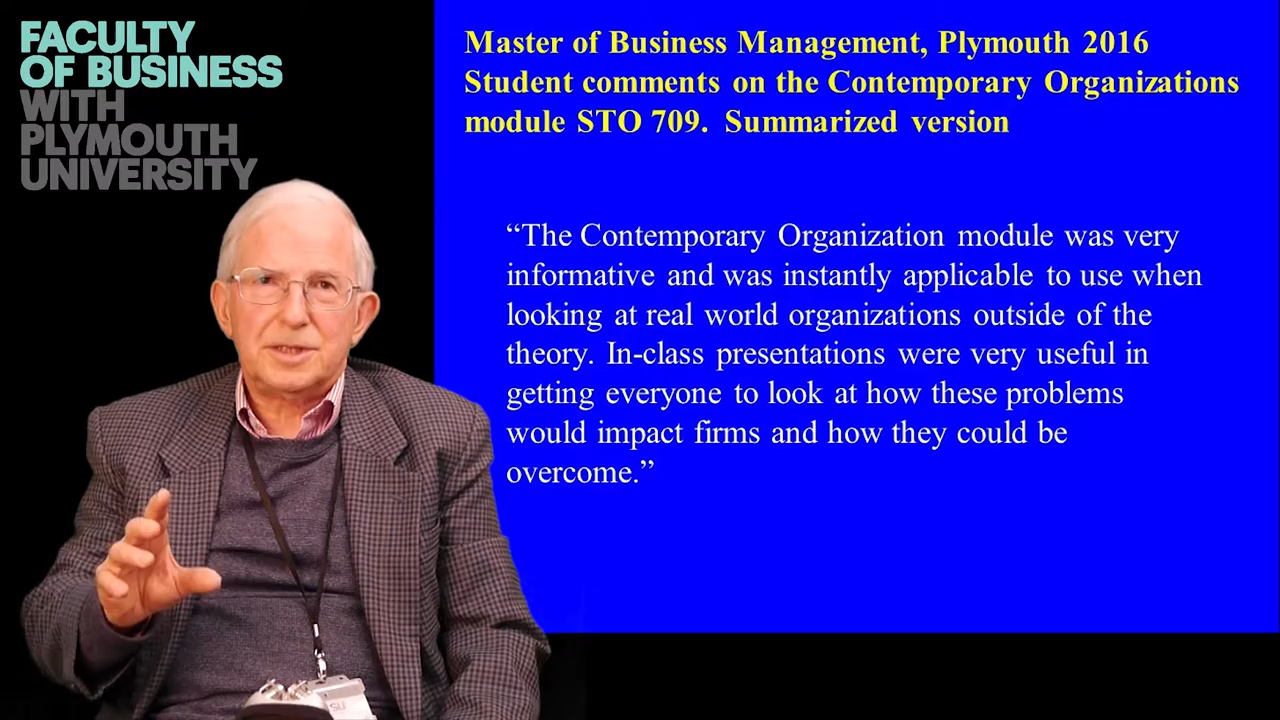 FACULTY
OF BUSINESS
WITH
PLYMOUTH
UNIVERSITY
Master of Business Management, Plymouth 2016
Student comments on the Contemporary Organizations
module STO 709. Summarized version
“The Contemporary Organization module was very
informative and was instantly applicable to use when
looking at real world organizations outside of the
theory. In-class presentations were very useful in
getting everyone to look at how these problems
would impact firms and how they could be
overcome.”